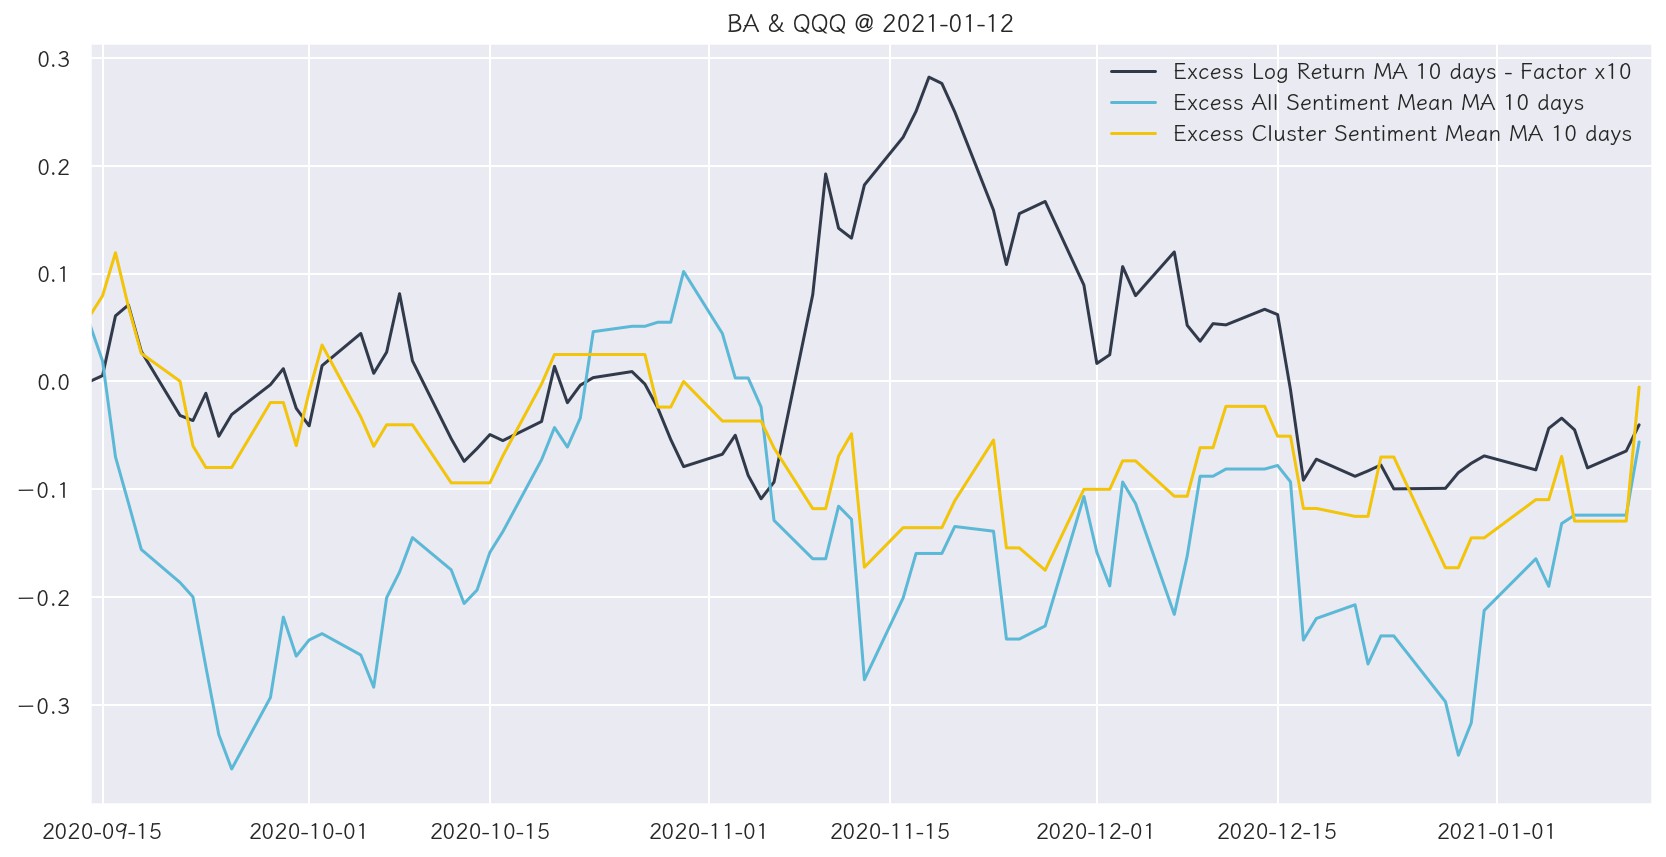 BA & QQQ @ 2021-01-12
Excess Log Return MA 10 days - Factor x10
Excess All Sentiment Mean MA 10 days
Excess Cluster Sentiment Mean MA 10 days
0.3
0.2
0.1
0.0
−0.1
−0.2
−0.3
2020-09-15 2020-10-01 2020-10-15 2020-11-01 2020-11-15 2020-12-01 2020-12-15 2021-01-01